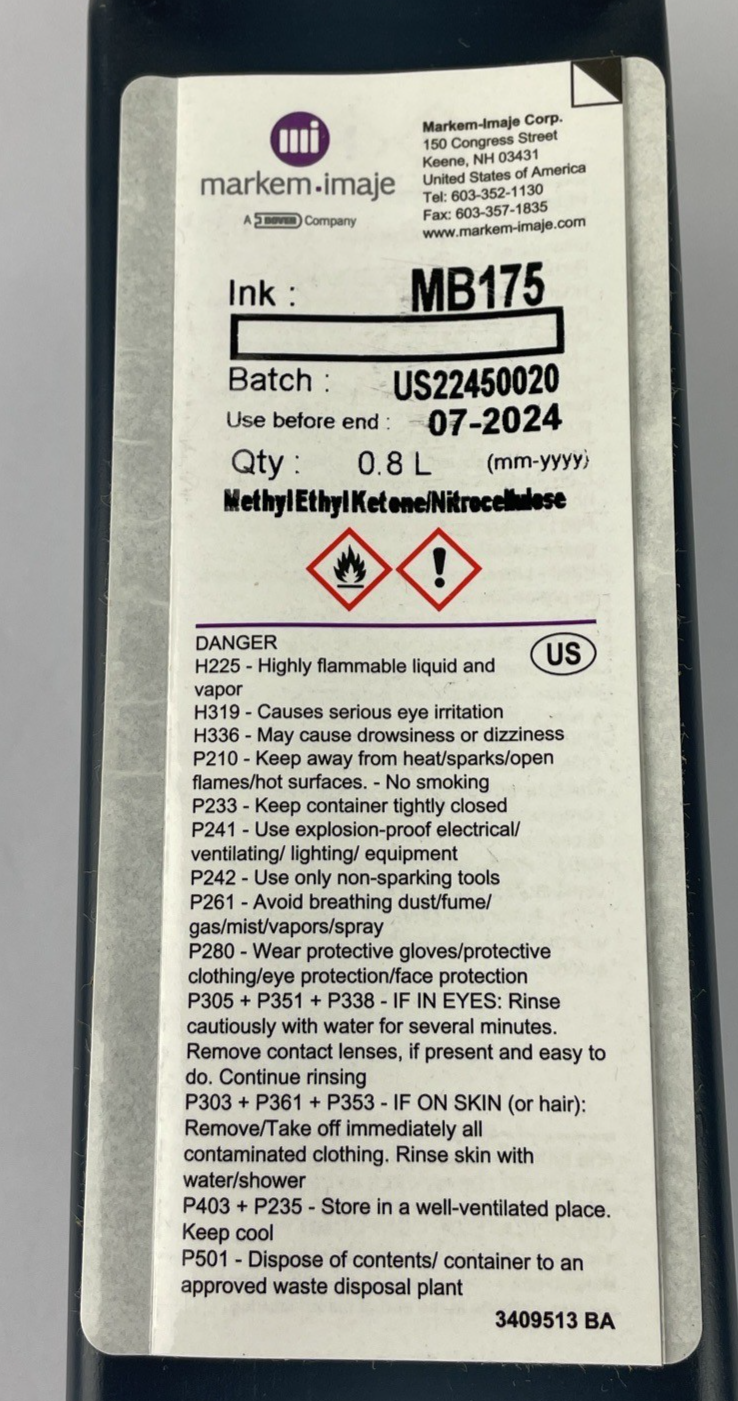 mi
markem·imaje
A DOVER Company
Markem-Imaje Corp.
150 Congress Street
Keene, NH 03431
United States of America
Tel: 603-352-1130
Fax: 603-357-1835
www.markem-imaje.com
Ink : MB175
Batch : US22450020
Use before end : 07-2024
Qty : 0.8 L (mm-yyyy)
Methyl Ethyl Ketone/Nitrocellulose
DANGER
US
H225 - Highly flammable liquid and
vapor
H319 - Causes serious eye irritation
H336 - May cause drowsiness or dizziness
P210 - Keep away from heat/sparks/open
flames/hot surfaces. - No smoking
P233 - Keep container tightly closed
P241 - Use explosion-proof electrical/
ventilating/ lighting/ equipment
P242 - Use only non-sparking tools
P261 - Avoid breathing dust/fume/
gas/mist/vapors/spray
P280 - Wear protective gloves/protective
clothing/eye protection/face protection
P305 + P351 + P338 - IF IN EYES: Rinse
cautiously with water for several minutes.
Remove contact lenses, if present and easy to
do. Continue rinsing
P303 + P361 + P353 - IF ON SKIN (or hair):
Remove/Take off immediately all
contaminated clothing. Rinse skin with
water/shower
P403 + P235 - Store in a well-ventilated place.
Keep cool
P501 - Dispose of contents/ container to an
approved waste disposal plant
3409513 BA